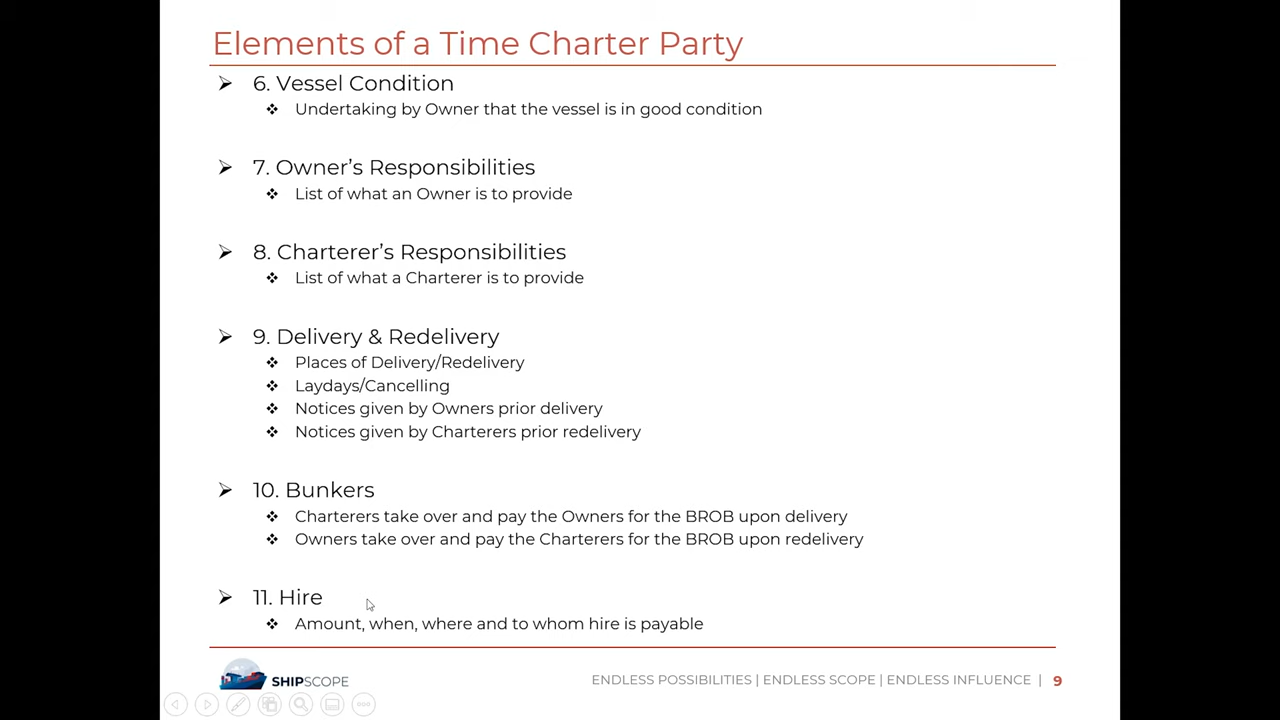 Elements of a Time Charter Party
6. Vessel Condition
Undertaking by Owner that the vessel is in good condition
7. Owner’s Responsibilities
List of what an Owner is to provide
8. Charterer’s Responsibilities
List of what a Charterer is to provide
9. Delivery & Redelivery
Places of Delivery/Redelivery
Laydays/Cancelling
Notices given by Owners prior delivery
Notices given by Charterers prior redelivery
10. Bunkers
Charterers take over and pay the Owners for the BROB upon delivery
Owners take over and pay the Charterers for the BROB upon redelivery
11. Hire
Amount, when, where and to whom hire is payable
SHIPSCOPE
ENDLESS POSSIBILITIES | ENDLESS SCOPE | ENDLESS INFLUENCE | 9